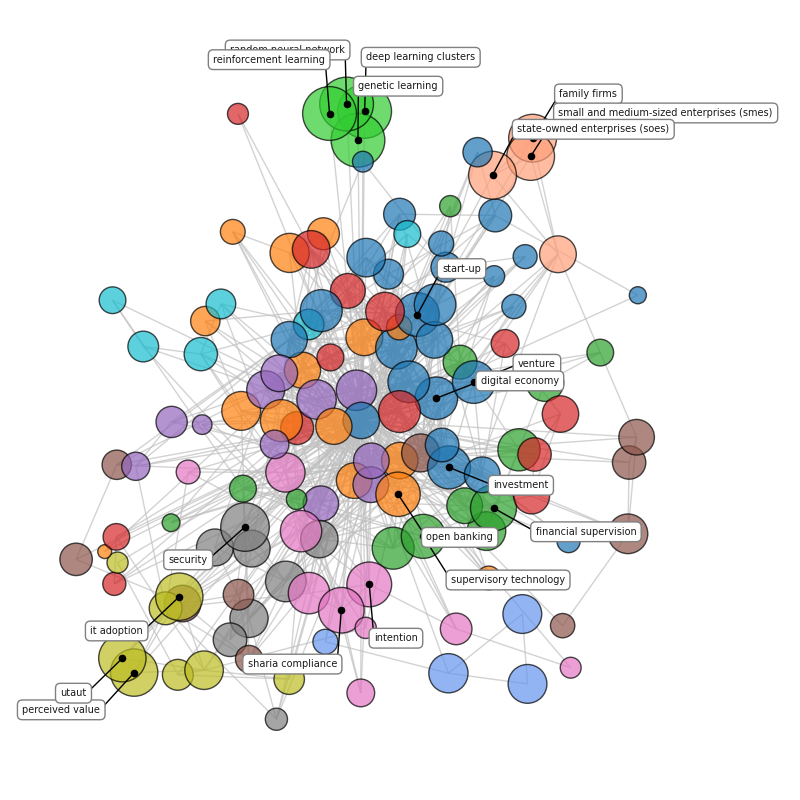 random neural network
reinforcement learning
deep learning clusters
genetic learning
family firms
small and medium-sized enterprises (smes)
state-owned enterprises (soes)
start-up
venture
digital economy
investment
financial supervision
open banking
security
supervisory technology
it adoption
intention
sharia compliance
utaut
perceived value